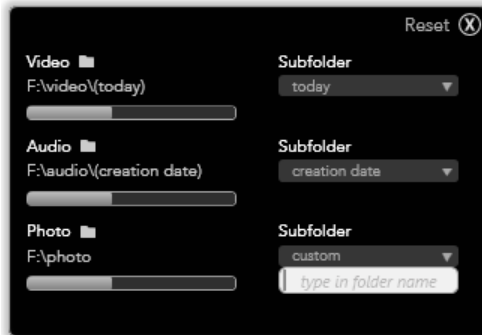 Reset X
Video Subfolder
F:\video\(today) today
Audio Subfolder
F:\audio\(creation date) creation date
Photo Subfolder
F:\photo custom
type in folder name